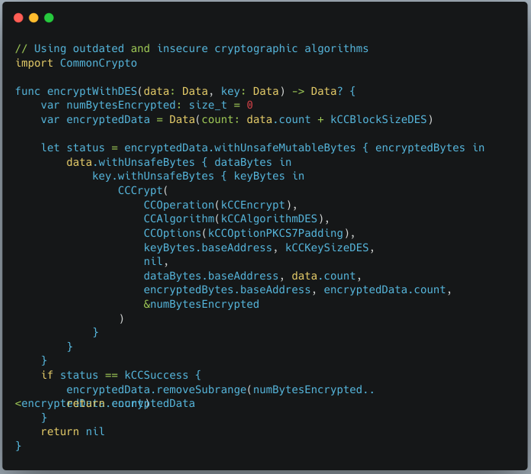 // Using outdated and insecure cryptographic algorithms
import CommonCrypto

func encryptWithDES(data: Data, key: Data) -> Data? {
    var numBytesEncrypted: size_t = 0
    var encryptedData = Data(count: data.count + kCCBlockSizeDES)

    let status = encryptedData.withUnsafeMutableBytes { encryptedBytes in
        data.withUnsafeBytes { dataBytes in
            key.withUnsafeBytes { keyBytes in
                CCCrypt(
                    CCOperation(kCCEncrypt),
                    CCAlgorithm(kCCAlgorithmDES),
                    CCOptions(kCCOptionPKCS7Padding),
                    keyBytes.baseAddress, kCCKeySizeDES,
                    nil,
                    dataBytes.baseAddress, data.count,
                    encryptedBytes.baseAddress, encryptedData.count,
                    &numBytesEncrypted
                )
            }
        }
    }
    if status == kCCSuccess {
        encryptedData.removeSubrange(numBytesEncrypted..
<encryptedData.count)
        return encryptedData
    }
    return nil
}